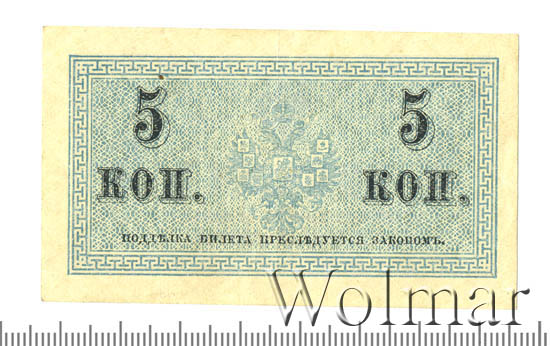 5 5
КОП. КОП.
ПОДДѢЛКА БИЛЕТА ПРЕСЛѢДУЕТСЯ ЗАКОНОМЪ.
Wolmar